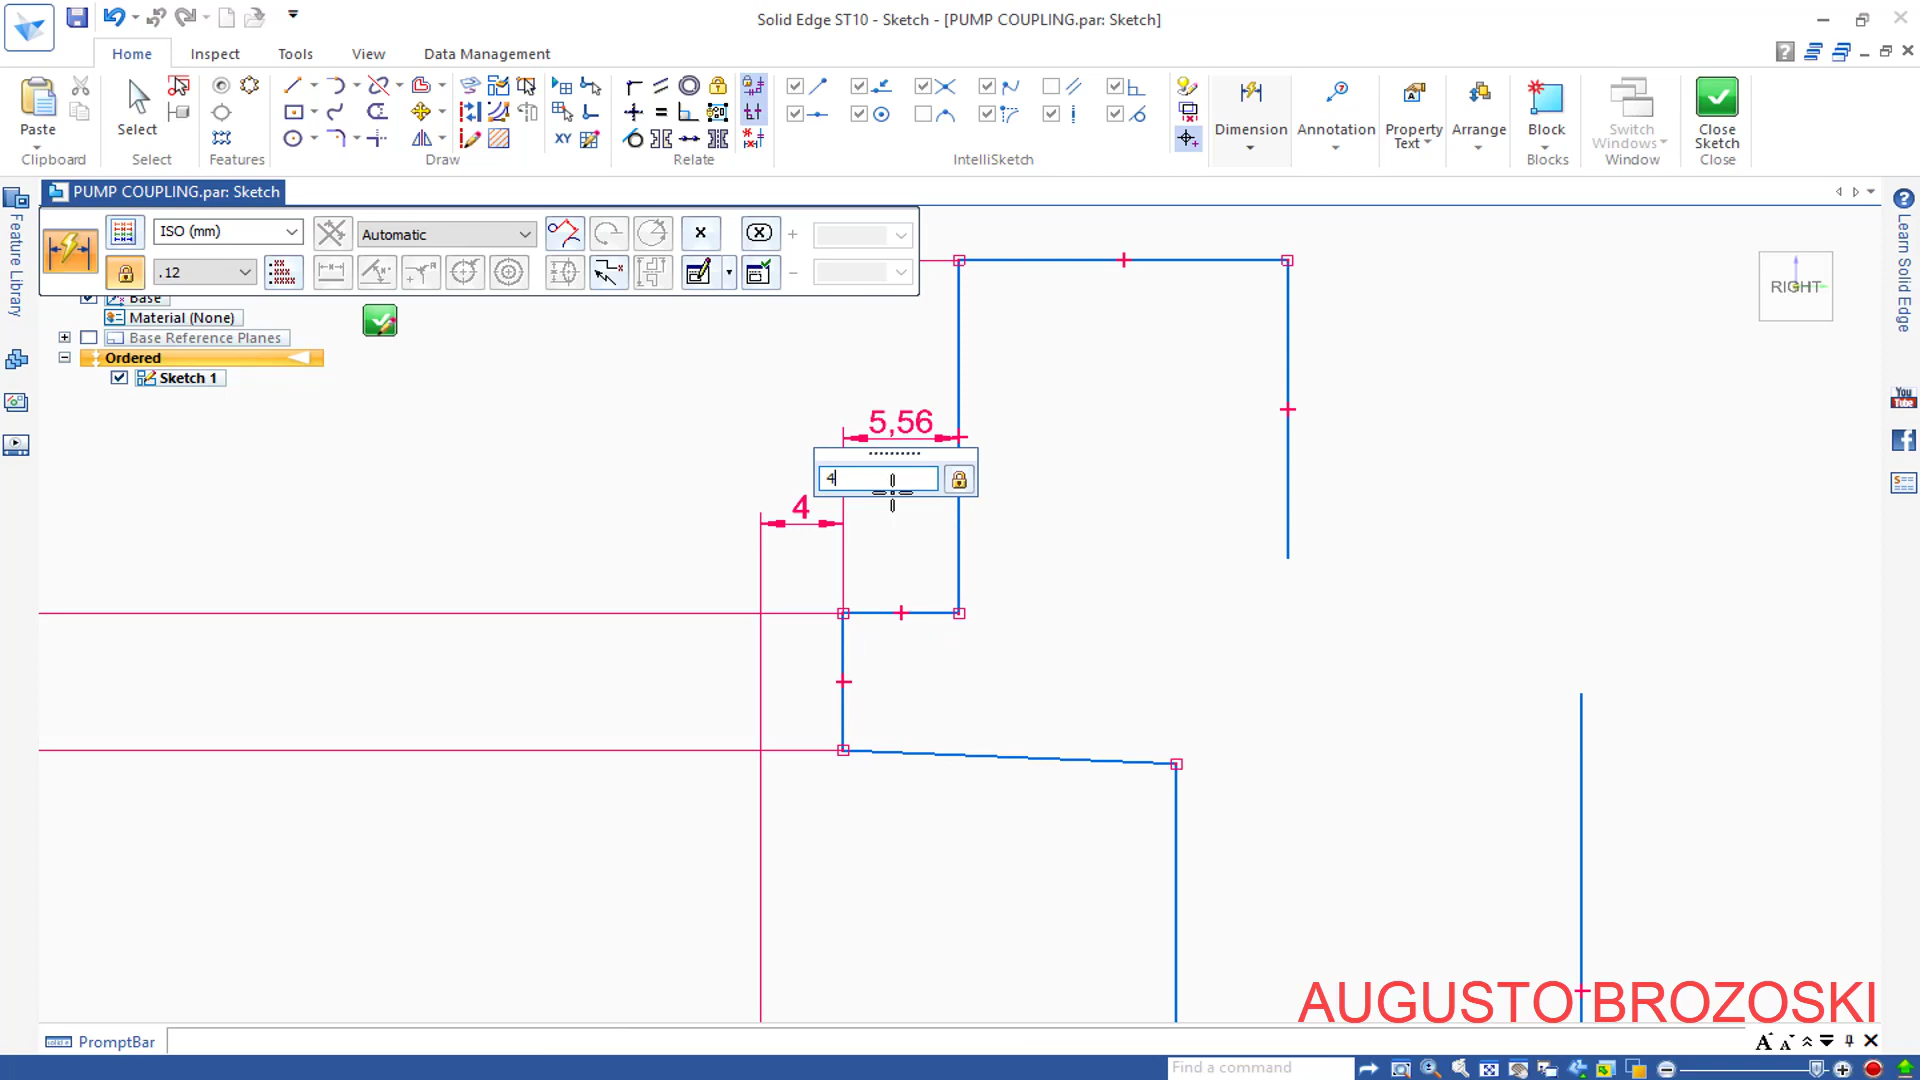 Solid Edge ST10 - Sketch - [PUMP COUPLING.par: Sketch]
Home
Inspect
Tools
View
Data Management
Paste
Select
Dimension
Annotation
Property Text
Arrange
Block
Switch Windows
Close Sketch
Clipboard
Select
Features
Draw
Relate
IntelliSketch
Blocks
Window
Close
PUMP COUPLING.par: Sketch
ISO (mm)
Automatic
.12
Base
Material (None)
Base Reference Planes
Ordered
Sketch 1
Feature Library
Learn Solid Edge
You Tube
RIGHT
5,56
4
4
XY
AUGUSTO BROZOSKI
PromptBar
Find a command